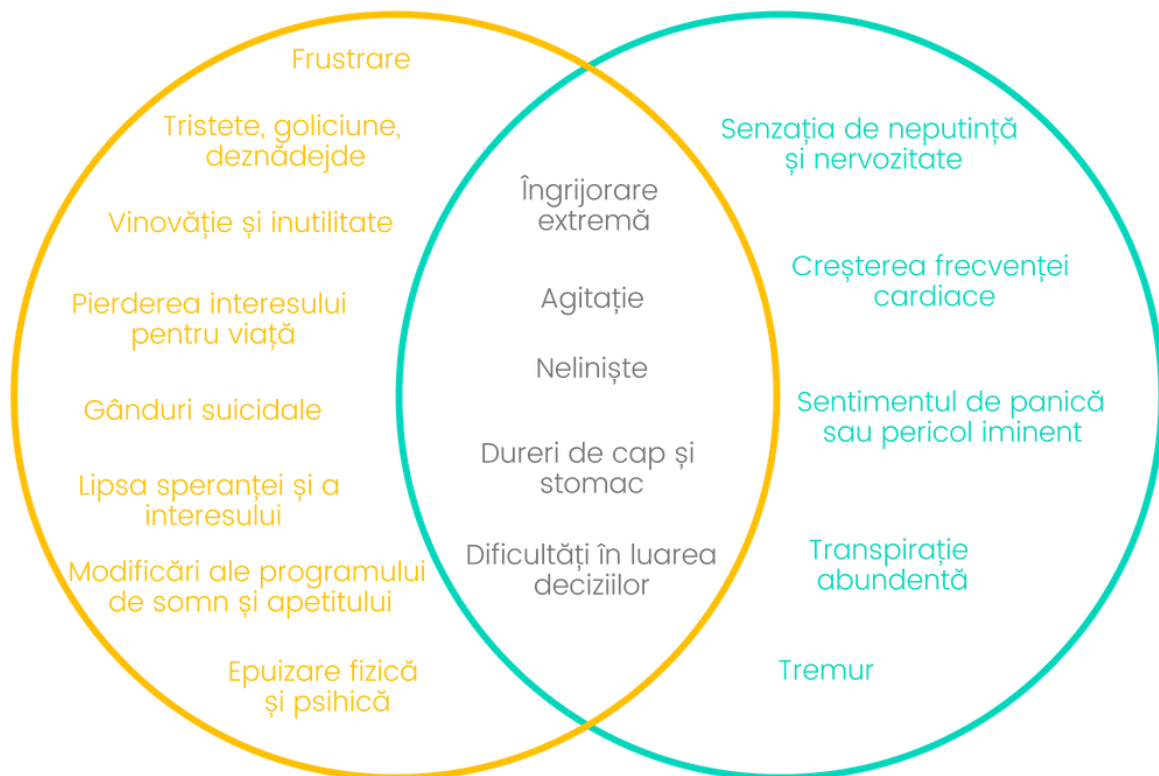 Frustrare
Tristete, goliciune,
deznădejde
Vinovăție și inutilitate
Pierderea interesului
pentru viață
Gânduri suicidale
Lipsa speranței și a
interesului
Modificări ale programului
de somn și apetitului
Epuizare fizică
și psihică
Îngrijorare
extremă
Agitație
Neliniște
Dureri de cap și
stomac
Dificultăți în luarea
deciziilor
Senzația de neputință
și nervozitate
Creșterea frecvenței
cardiace
Sentimentul de panică
sau pericol iminent
Transpirație
abundentă
Tremur